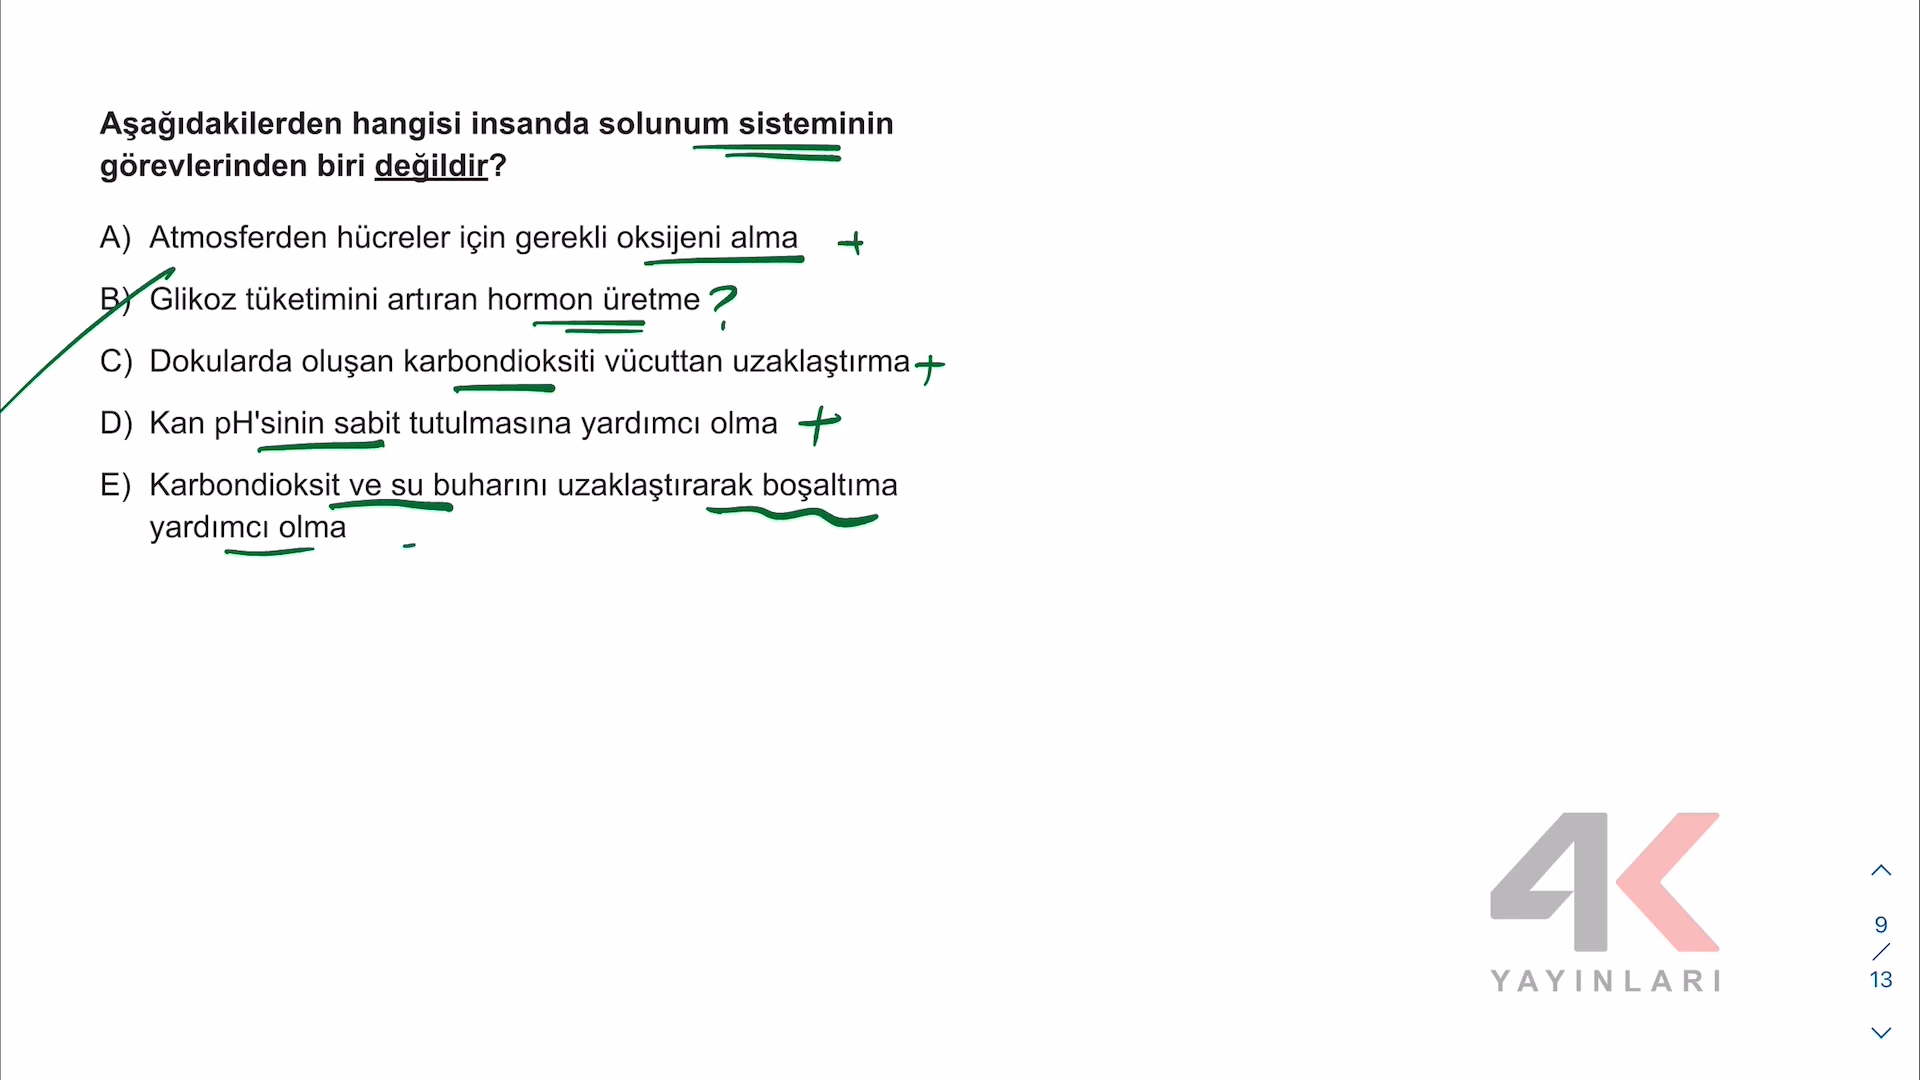 Aşağıdakilerden hangisi insanda solunum sisteminin
görevlerinden biri değildir?
A) Atmosferden hücreler için gerekli oksijeni alma +
B) Glikoz tüketimini artıran hormon üretme ?
C) Dokularda oluşan karbondioksiti vücuttan uzaklaştırma +
D) Kan pH'sinin sabit tutulmasına yardımcı olma +
E) Karbondioksit ve su buharını uzaklaştırarak boşaltıma
yardımcı olma
4K
YAYINLARI
9
/
13